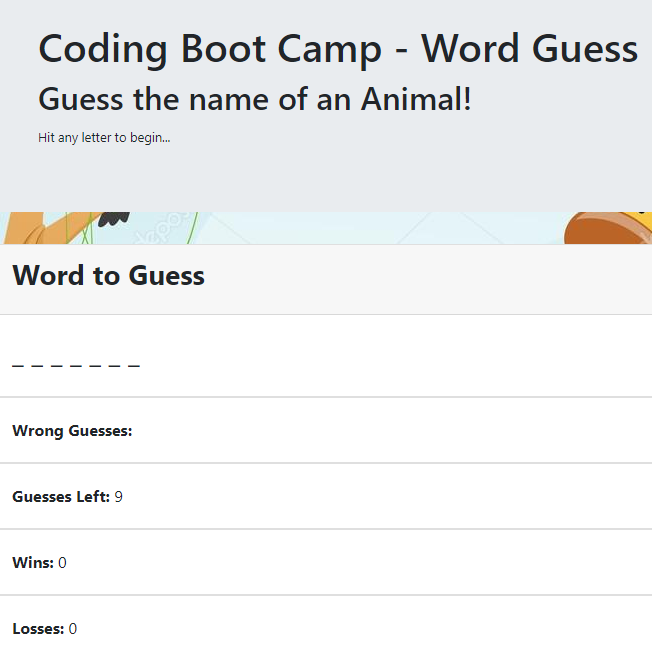 Coding Boot Camp - Word Guess
Guess the name of an Animal!
Hit any letter to begin...
Word to Guess
_ _ _ _ _ _ _
Wrong Guesses:
Guesses Left: 9
Wins: 0
Losses: 0